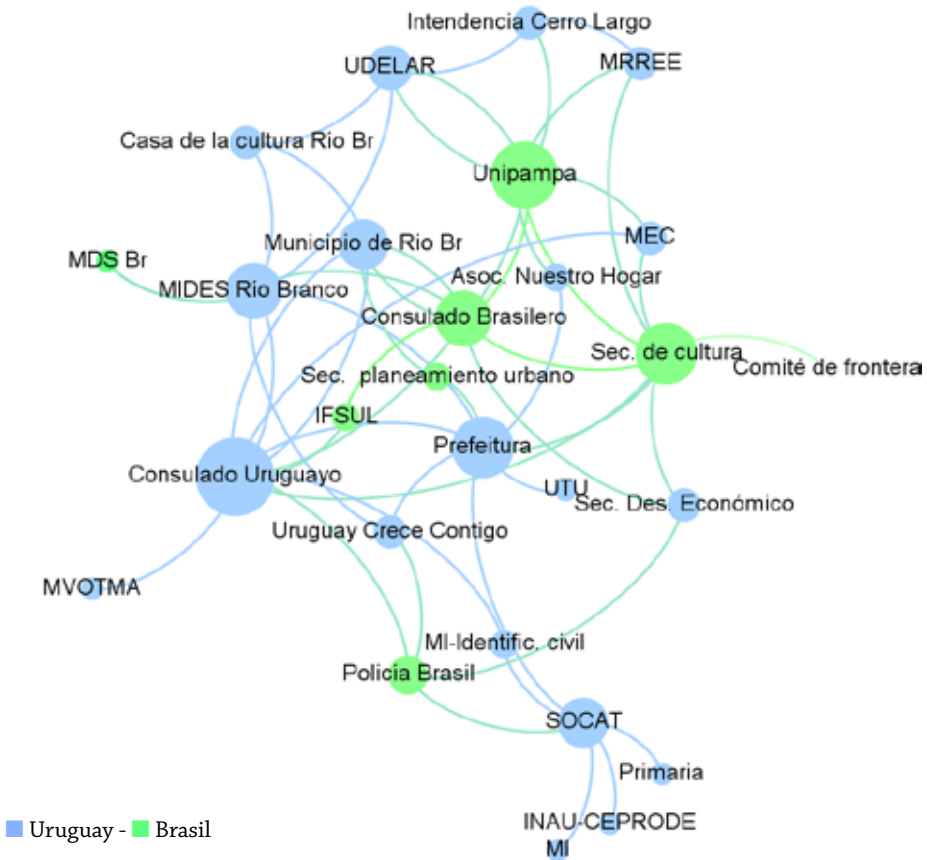 Intendencia Cerro Largo
UDELAR
MRREE
Casa de la cultura Rio Br
Unipampa
MEC
Municipio de Rio Br
MDS Br
Asoc. Nuestro Hogar
MIDES Rio Branco
Consulado Brasilero
Sec. de cultura
Comité de frontera
Sec. planeamiento urbano
IFSUL
Prefeitura
Consulado Uruguayo
UTU
Sec. Des. Económico
Uruguay Crece Contigo
MVOTMA
MI-Identific. civil
Policia Brasil
SOCAT
Primaria
INAU-CEPRODE
MI
Uruguay - Brasil